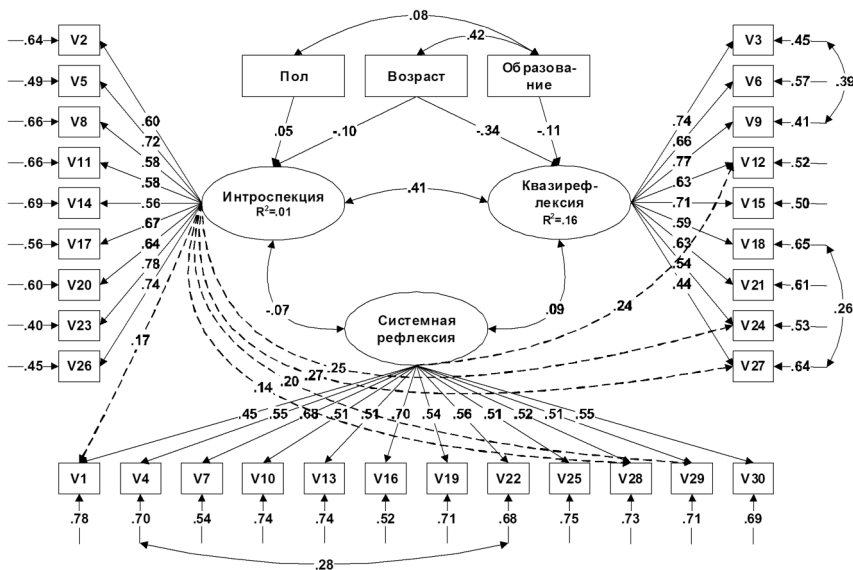 .08
.42
Пол
Возраст
Образова-
ние
.05
-.10
-.34
-.11
Интроспекция
R²=.01
.41
Квазиреф-
лексия
R²=.16
-.07
.09
Системная
рефлексия
.64 V2 .60
.49 V5 .72
.66 V8 .58
.66 V11 .58
.69 V14 .56
.56 V17 .67
.60 V20 .64
.40 V23 .78
.45 V26 .74
.74 V3 .45
.66 V6 .57
.77 V9 .41
.63 V12 .52
.71 V15 .50
.59 V18 .65
.63 V21 .61
.54 V24 .53
.44 V27 .64
.39
.26
.24
.17
.25
.27
.20
.14
.45 .55 .68 .51 .51 .70 .54 .56 .51 .52 .51 .55
V1 V4 V7 V10 V13 V16 V19 V22 V25 V28 V29 V30
.78 .70 .54 .74 .74 .52 .71 .68 .75 .73 .71 .69
.28